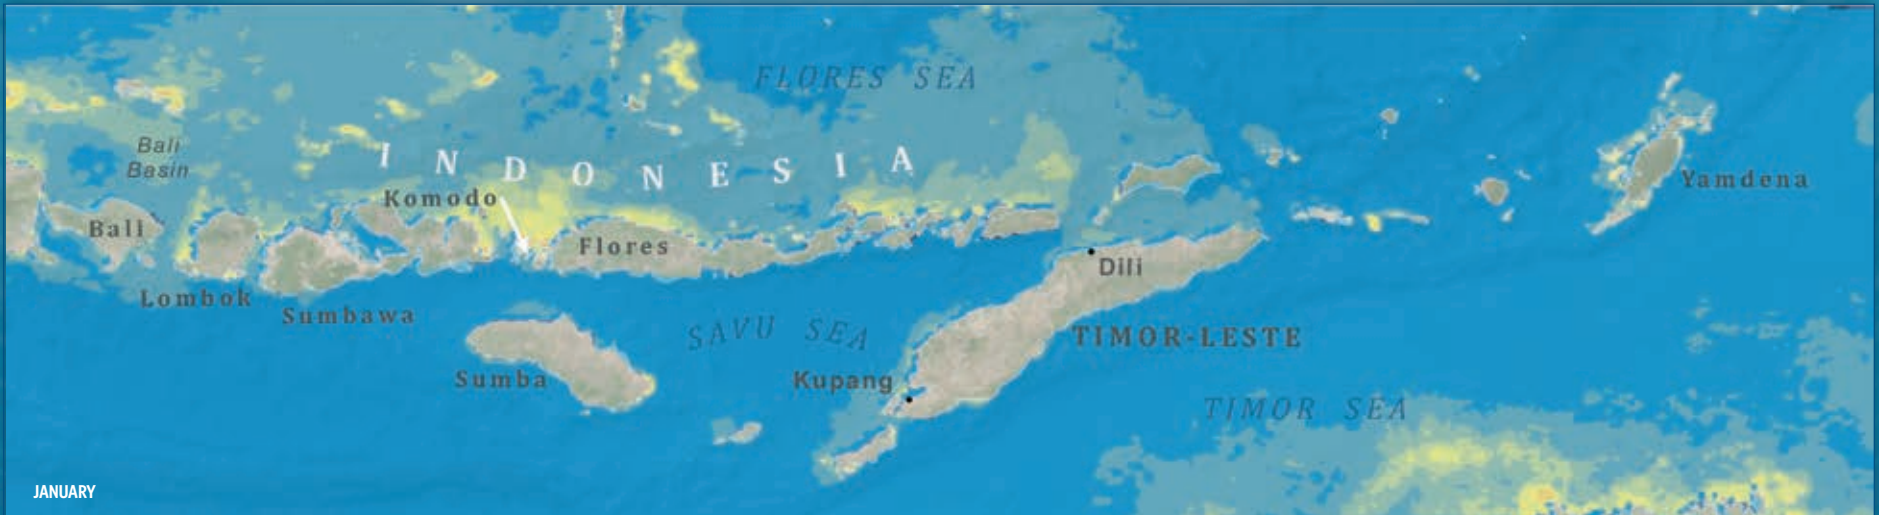 FLORES SEA
Bali
Basin
INDONESIA
Komodo
Yamdena
Bali
Flores
Dili
Lombok
Sumbawa
SAVU SEA
TIMOR-LESTE
Sumba
Kupang
TIMOR SEA
JANUARY